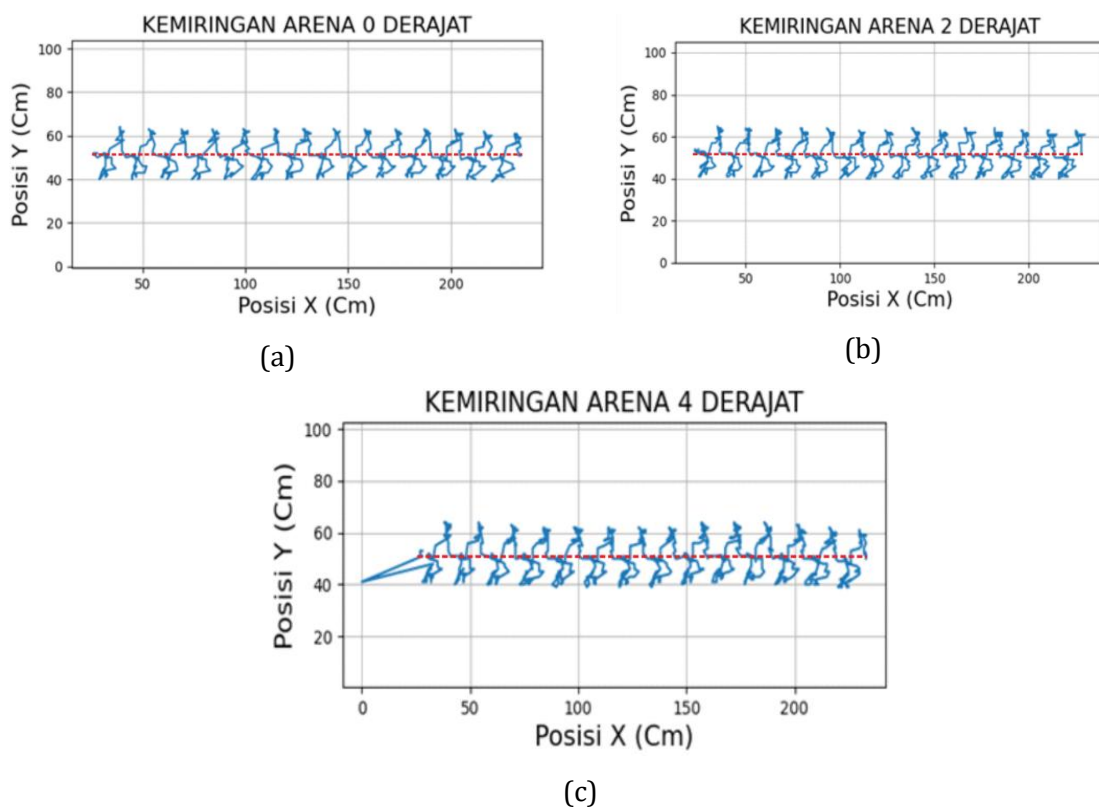 KEMIRINGAN ARENA 0 DERAJAT
Posisi Y (Cm)
100
80
60
40
20
0
50
100
150
200
Posisi X (Cm)
(a)
KEMIRINGAN ARENA 2 DERAJAT
Posisi Y (Cm)
100
80
60
40
20
0
50
100
150
200
Posisi X (Cm)
(b)
KEMIRINGAN ARENA 4 DERAJAT
Posisi Y (Cm)
100
80
60
40
20
0
50
100
150
200
Posisi X (Cm)
(c)